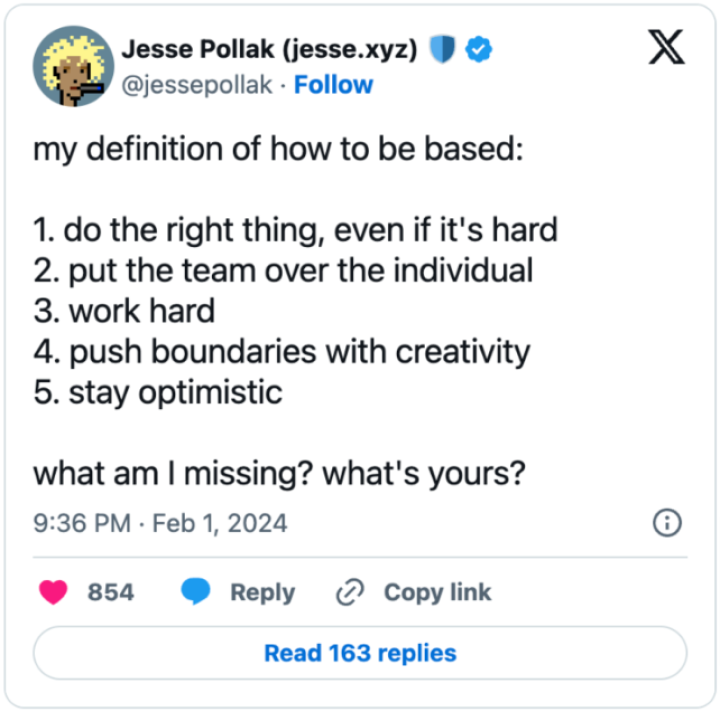 Jesse Pollak (jesse.xyz)
@jessepollak · Follow
my definition of how to be based:
1. do the right thing, even if it's hard
2. put the team over the individual
3. work hard
4. push boundaries with creativity
5. stay optimistic
what am I missing? what's yours?
9:36 PM · Feb 1, 2024
854 Reply Copy link
Read 163 replies